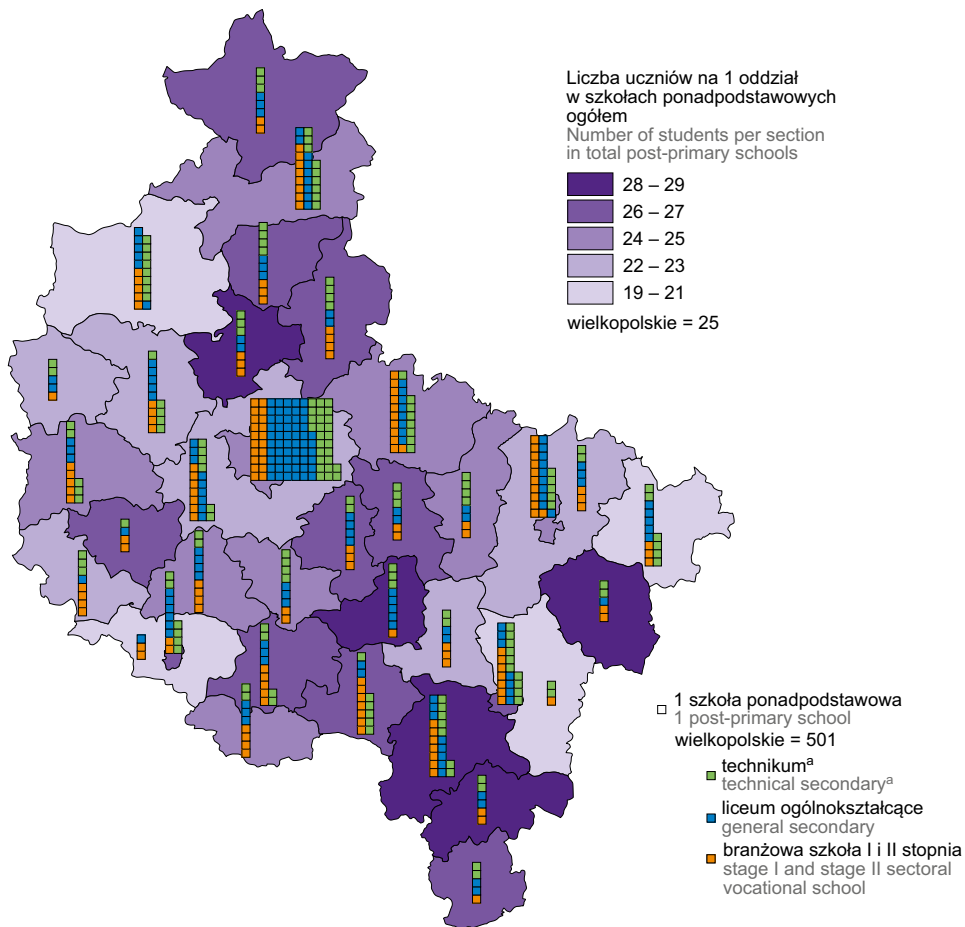 Liczba uczniów na 1 oddział
w szkołach ponadpodstawowych
ogółem
Number of students per section
in total post-primary schools
28 – 29
26 – 27
24 – 25
22 – 23
19 – 21
wielkopolskie = 25
1 szkoła ponadpodstawowa
1 post-primary school
wielkopolskie = 501
technikumᵃ
technical secondaryᵃ
liceum ogólnokształcące
general secondary
branżowa szkoła I i II stopnia
stage I and stage II sectoral
vocational school